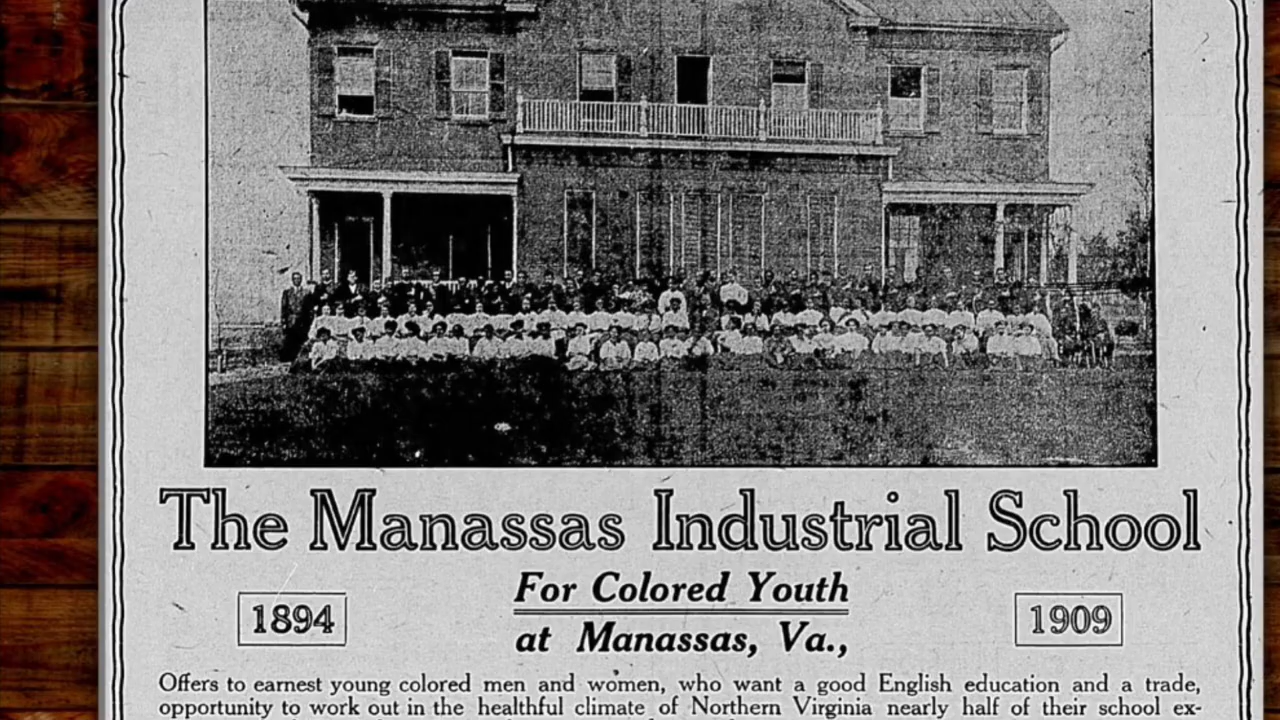 The Manassas Industrial School
For Colored Youth
1894
1909
at Manassas, Va.,
Offers to earnest young colored men and women, who want a good English education and a trade,
opportunity to work out in the healthful climate of Northern Virginia nearly half of their school ex-